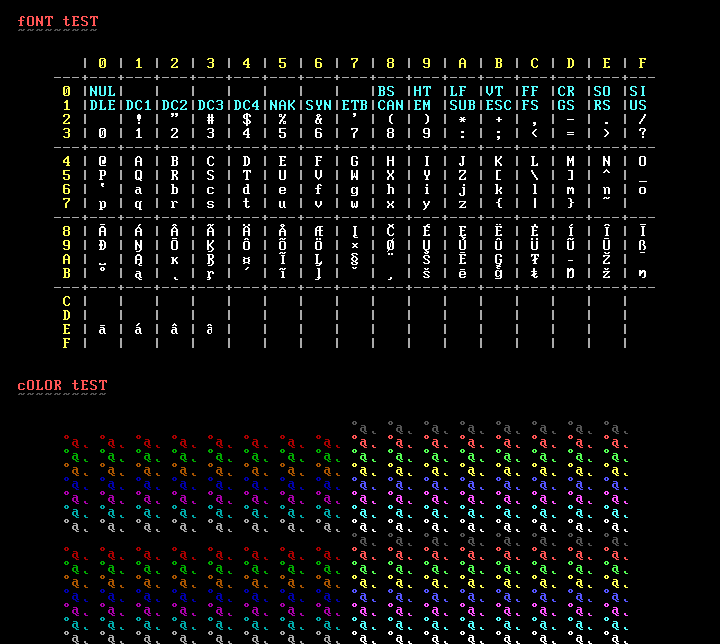 fONT tEST
~~~~~~~~~
| 0 | 1 | 2 | 3 | 4 | 5 | 6 | 7 | 8 | 9 | A | B | C | D | E | F
0 |NUL| | | | | | | |BS |HT |LF |VT |FF |CR |SO |SI
1 |DLE|DC1|DC2|DC3|DC4|NAK|SYN|ETB|CAN|EM |SUB|ESC|FS |GS |RS |US
2 | | ! | " | # | $ | % | & | ' | ( | ) | * | + | , | - | . | /
3 | 0 | 1 | 2 | 3 | 4 | 5 | 6 | 7 | 8 | 9 | : | ; | < | = | > | ?
4 | @ | A | B | C | D | E | F | G | H | I | J | K | L | M | N | O
5 | P | Q | R | S | T | U | V | W | X | Y | Z | [ | \ | ] | ^ | _
6 | ` | a | b | c | d | e | f | g | h | i | j | k | l | m | n | o
7 | p | q | r | s | t | u | v | w | x | y | z | { | | | } | ~ |
8 | Ā | Á | Â | Ã | Ä | Å | Æ | Į | Č | É | Ę | Ë | Ė | Í | Î | Ī
9 | Đ | Ņ | Ō | Ķ | Ô | Õ | Ö | × | Ø | Ų | Ú | Û | Ü | Ũ | Ū | ß
A | | Ą | ĸ | Ŗ | ¤ | Ĩ | Ļ | § | ¨ | Š | Ē | Ģ | Ŧ | - | Ž | ¯
B | ° | ą | ˛ | ŗ | ´ | ĩ | ļ | ˇ | ¸ | š | ē | ģ | ŧ | Ŋ | ž | ŋ
C | | | | | | | | | | | | | | | |
D | | | | | | | | | | | | | | | |
E | ā | á | â | ã | | | | | | | | | | | |
F | | | | | | | | | | | | | | | |
cOLOR tEST
~~~~~~~~~~
°ą˛ °ą˛ °ą˛ °ą˛ °ą˛ °ą˛ °ą˛ °ą˛
°ą˛ °ą˛ °ą˛ °ą˛ °ą˛ °ą˛ °ą˛ °ą˛ °ą˛ °ą˛ °ą˛ °ą˛ °ą˛ °ą˛ °ą˛ °ą˛
°ą˛ °ą˛ °ą˛ °ą˛ °ą˛ °ą˛ °ą˛ °ą˛ °ą˛ °ą˛ °ą˛ °ą˛ °ą˛ °ą˛ °ą˛ °ą˛
°ą˛ °ą˛ °ą˛ °ą˛ °ą˛ °ą˛ °ą˛ °ą˛ °ą˛ °ą˛ °ą˛ °ą˛ °ą˛ °ą˛ °ą˛ °ą˛
°ą˛ °ą˛ °ą˛ °ą˛ °ą˛ °ą˛ °ą˛ °ą˛ °ą˛ °ą˛ °ą˛ °ą˛ °ą˛ °ą˛ °ą˛ °ą˛
°ą˛ °ą˛ °ą˛ °ą˛ °ą˛ °ą˛ °ą˛ °ą˛ °ą˛ °ą˛ °ą˛ °ą˛ °ą˛ °ą˛ °ą˛ °ą˛
°ą˛ °ą˛ °ą˛ °ą˛ °ą˛ °ą˛ °ą˛ °ą˛ °ą˛ °ą˛ °ą˛ °ą˛ °ą˛ °ą˛ °ą˛ °ą˛
°ą˛ °ą˛ °ą˛ °ą˛ °ą˛ °ą˛ °ą˛ °ą˛ °ą˛ °ą˛ °ą˛ °ą˛ °ą˛ °ą˛ °ą˛ °ą˛
°ą˛ °ą˛ °ą˛ °ą˛ °ą˛ °ą˛ °ą˛ °ą˛
°ą˛ °ą˛ °ą˛ °ą˛ °ą˛ °ą˛ °ą˛ °ą˛ °ą˛ °ą˛ °ą˛ °ą˛ °ą˛ °ą˛ °ą˛ °ą˛
°ą˛ °ą˛ °ą˛ °ą˛ °ą˛ °ą˛ °ą˛ °ą˛ °ą˛ °ą˛ °ą˛ °ą˛ °ą˛ °ą˛ °ą˛ °ą˛
°ą˛ °ą˛ °ą˛ °ą˛ °ą˛ °ą˛ °ą˛ °ą˛ °ą˛ °ą˛ °ą˛ °ą˛ °ą˛ °ą˛ °ą˛ °ą˛
°ą˛ °ą˛ °ą˛ °ą˛ °ą˛ °ą˛ °ą˛ °ą˛ °ą˛ °ą˛ °ą˛ °ą˛ °ą˛ °ą˛ °ą˛ °ą˛
°ą˛ °ą˛ °ą˛ °ą˛ °ą˛ °ą˛ °ą˛ °ą˛ °ą˛ °ą˛ °ą˛ °ą˛ °ą˛ °ą˛ °ą˛ °ą˛
°ą˛ °ą˛ °ą˛ °ą˛ °ą˛ °ą˛ °ą˛ °ą˛ °ą˛ °ą˛ °ą˛ °ą˛ °ą˛ °ą˛ °ą˛ °ą˛
°ą˛ °ą˛ °ą˛ °ą˛ °ą˛ °ą˛ °ą˛ °ą˛ °ą˛ °ą˛ °ą˛ °ą˛ °ą˛ °ą˛ °ą˛ °ą˛